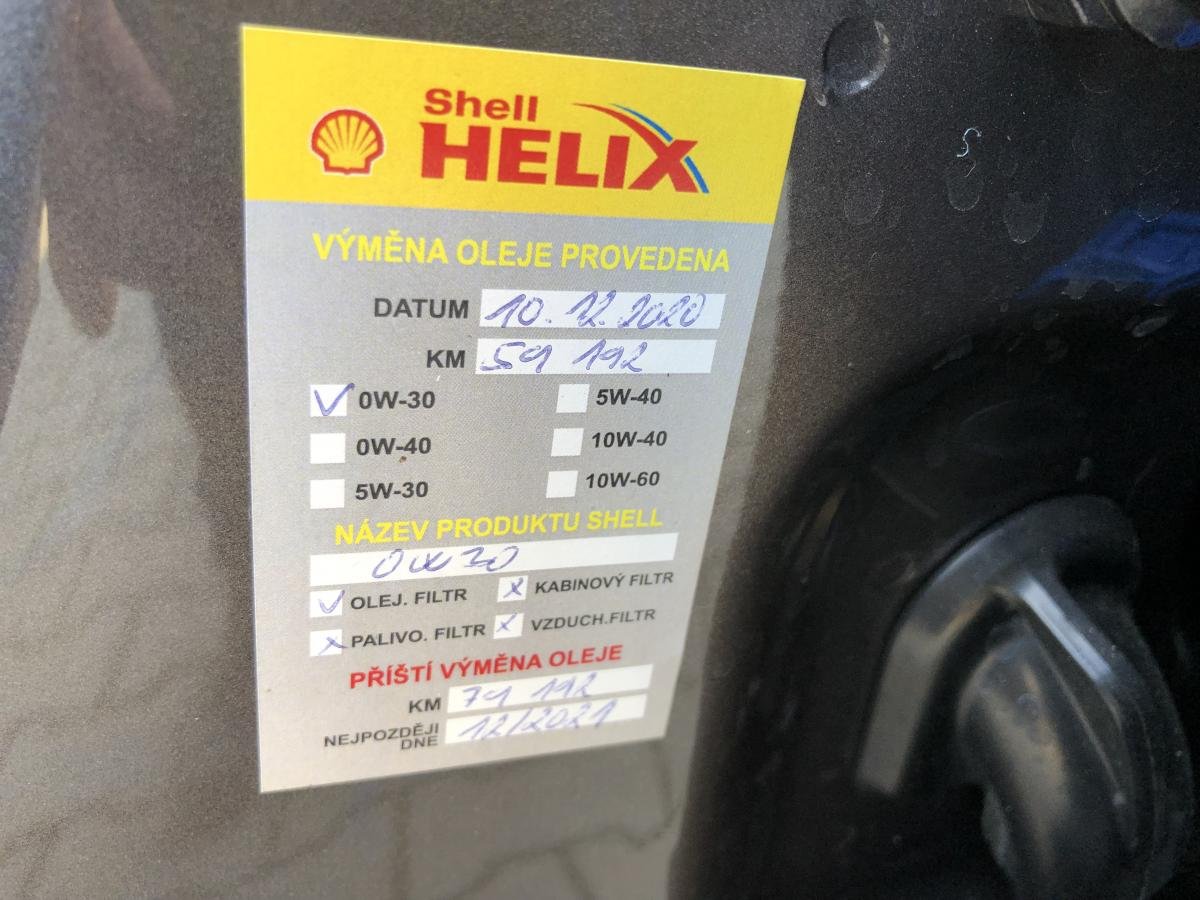 Shell
HELIX
VÝMĚNA OLEJE PROVEDENA
DATUM 10.12.2020
KM 59 192
0W-30 5W-40
0W-40 10W-40
5W-30 10W-60
NÁZEV PRODUKTU SHELL
0W30
OLEJ. FILTR KABINOVÝ FILTR
PALIVO. FILTR VZDUCH.FILTR
PŘÍŠTÍ VÝMĚNA OLEJE
KM 79 192
NEJPOZDĚJI
DNE 12/2021